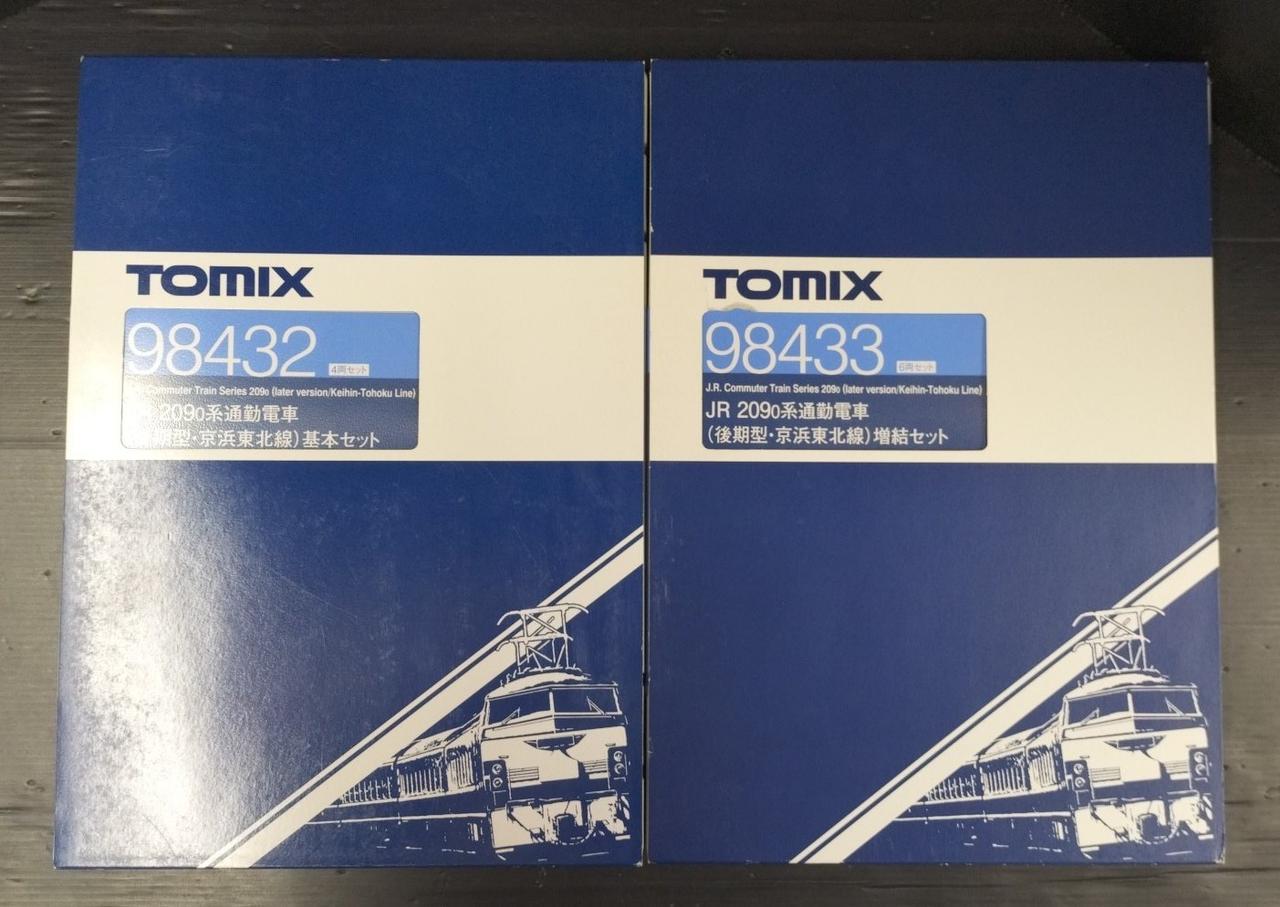 TOMIX
98432 4両セット
Commuter Train Series 2090 (later version/Keihin-Tohoku Line)
2090系通勤電車
期型・京浜東北線)基本セット
TOMIX
98433 6両セット
J.R. Commuter Train Series 2090 (later version/Keihin-Tohoku Line)
JR 2090系通勤電車
(後期型・京浜東北線)増結セット